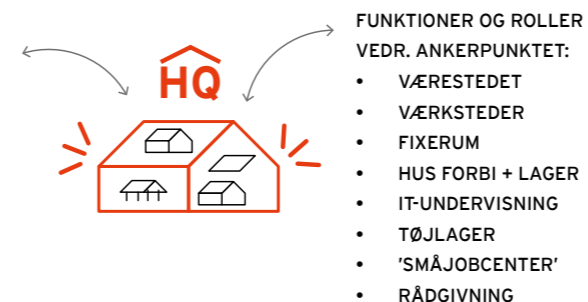 HQ
FUNKTIONER OG ROLLER
VEDR. ANKERPUNKTET:
• VÆRESTEDET
• VÆRKSTEDER
• FIXERUM
• HUS FORBI + LAGER
• IT-UNDERVISNING
• TØJLAGER
• 'SMÅJOBCENTER'
• RÅDGIVNING